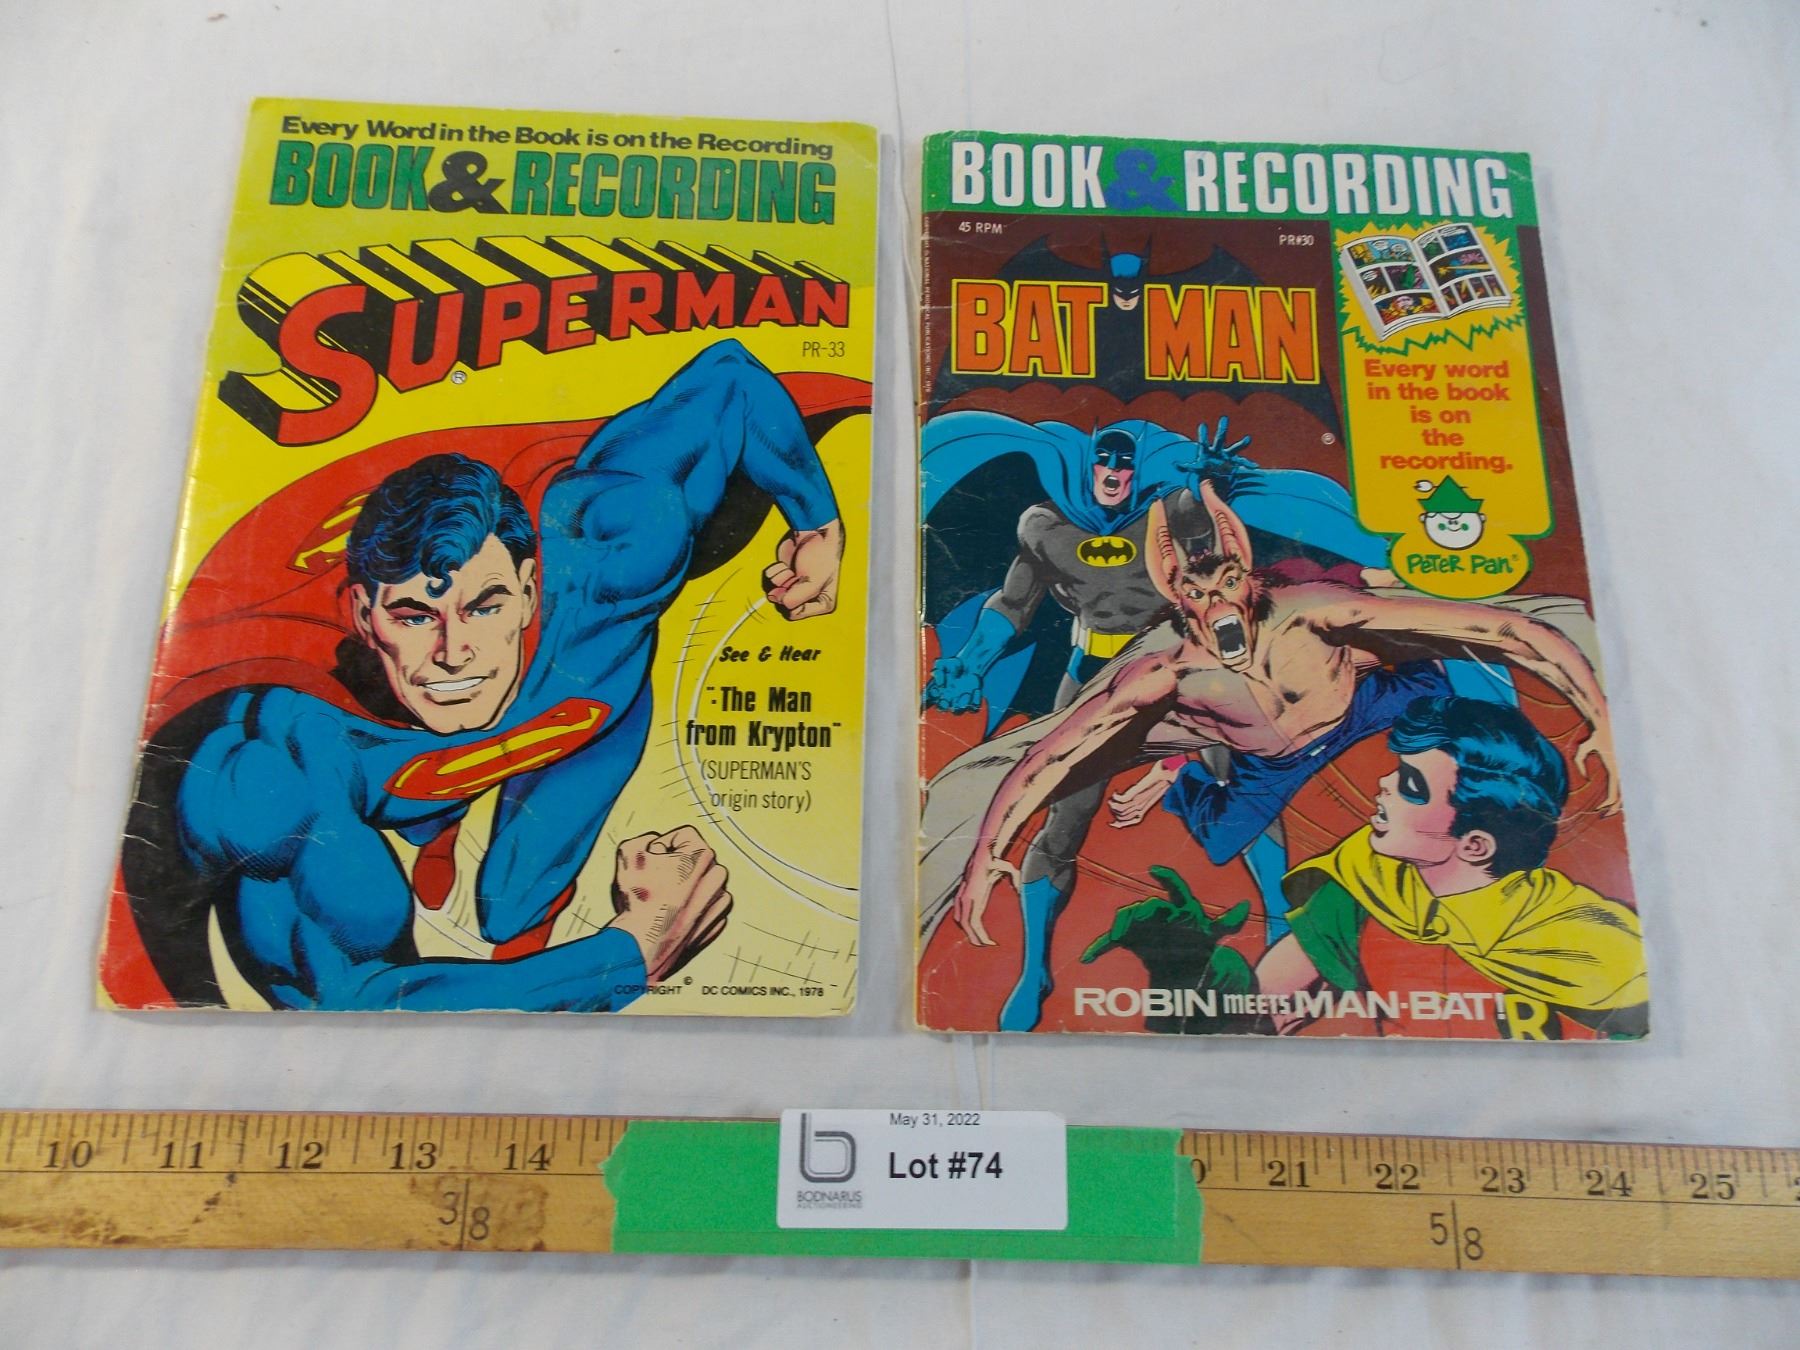 Every Word in the Book is on the Recording
BOOK & RECORDING
SUPERMAN
®
PR-33
See & Hear
"The Man
from Krypton"
(SUPERMAN'S
origin story)
COPYRIGHT © DC COMICS INC., 1978
BOOK & RECORDING
45 RPM
PR#30
BATMAN
®
Every word
in the book
is on
the
recording.
PETER PAN®
ROBIN MEETS MAN-BAT!
R
May 31, 2022
Lot #74
b
BODNARUS
AUCTIONEERING
10 11 12 13 14
21 22 23 24 25
3/8
5/8